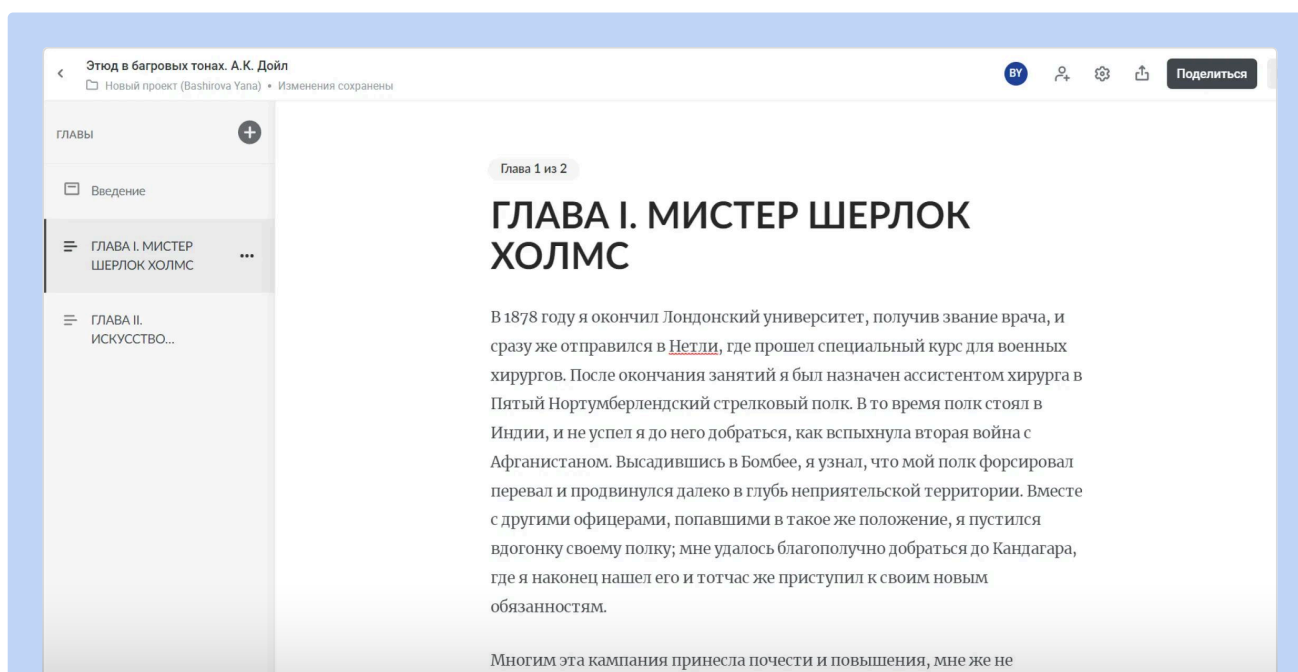 Этюд в багровых тонах. А.К. Дойл
Новый проект (Bashirova Yana) • Изменения сохранены
BY
Поделиться
ГЛАВЫ
Введение
ГЛАВА I. МИСТЕР
ШЕРЛОК ХОЛМС
ГЛАВА II.
ИСКУССТВО...
Глава 1 из 2
ГЛАВА I. МИСТЕР ШЕРЛОК
ХОЛМС
В 1878 году я окончил Лондонский университет, получив звание врача, и
сразу же отправился в Нетли, где прошел специальный курс для военных
хирургов. После окончания занятий я был назначен ассистентом хирурга в
Пятый Нортумберлендский стрелковый полк. В то время полк стоял в
Индии, и не успел я до него добраться, как вспыхнула вторая война с
Афганистаном. Высадившись в Бомбее, я узнал, что мой полк форсировал
перевал и продвинулся далеко в глубь неприятельской территории. Вместе
с другими офицерами, попавшими в такое же положение, я пустился
вдогонку своему полку; мне удалось благополучно добраться до Кандагара,
где я наконец нашел его и тотчас же приступил к своим новым
обязанностям.
Многим эта кампания принесла почести и повышения, мне же не